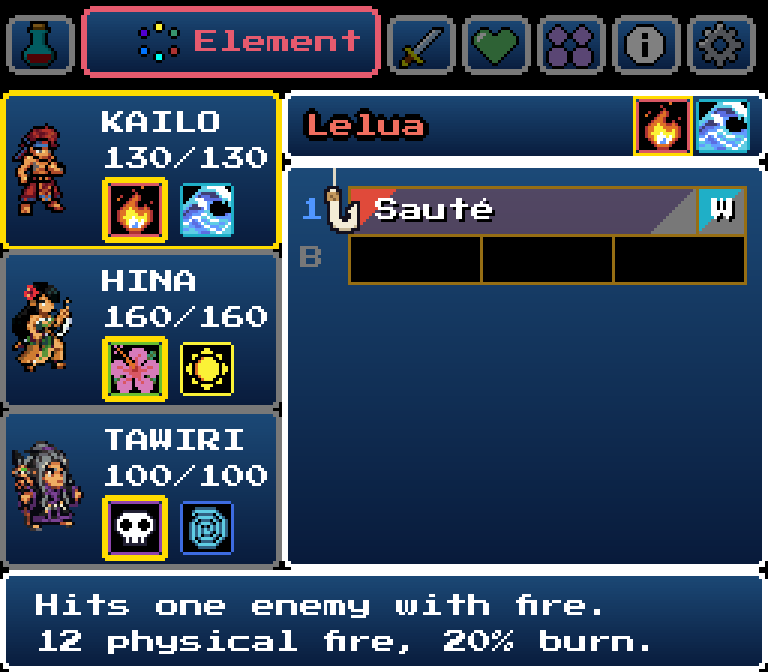 Element
KAILO
130/130
HINA
160/160
TAWIRI
100/100
Lelua
1 Sauté W
B
Hits one enemy with fire.
12 physical fire, 20% burn.